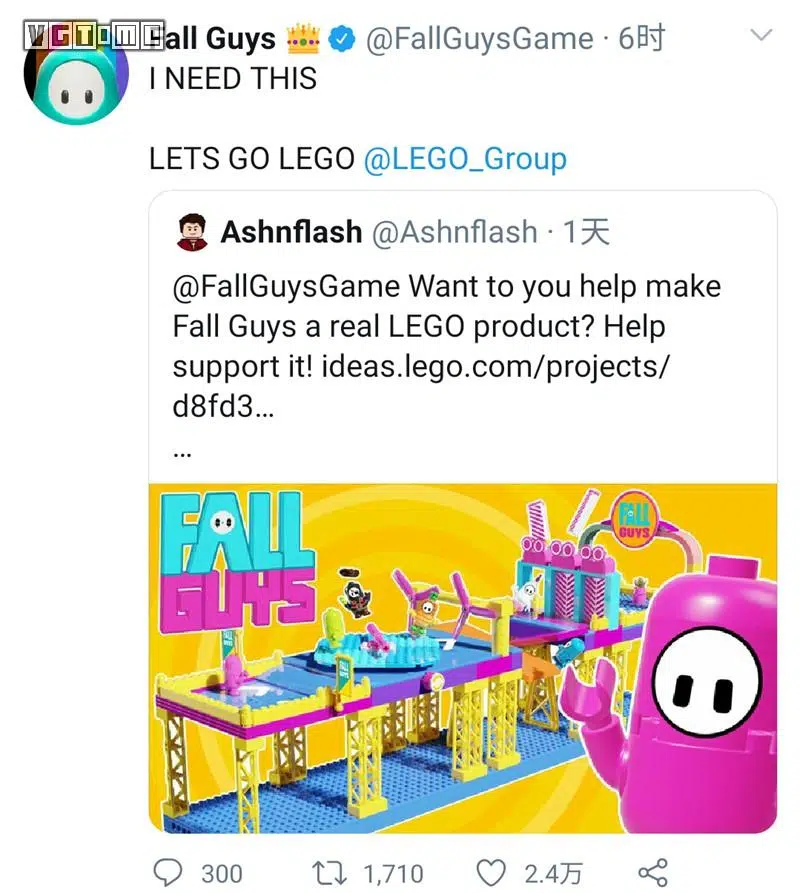 VGTIME
Fall Guys 👑 @FallGuysGame · 6时
I NEED THIS
LETS GO LEGO @LEGO_Group
Ashnflash @Ashnflash · 1天
@FallGuysGame Want to you help make
Fall Guys a real LEGO product? Help
support it! ideas.lego.com/projects/
d8fd3...
...
FALL
GUYS
FALL
GUYS
300 1,710 2.4万